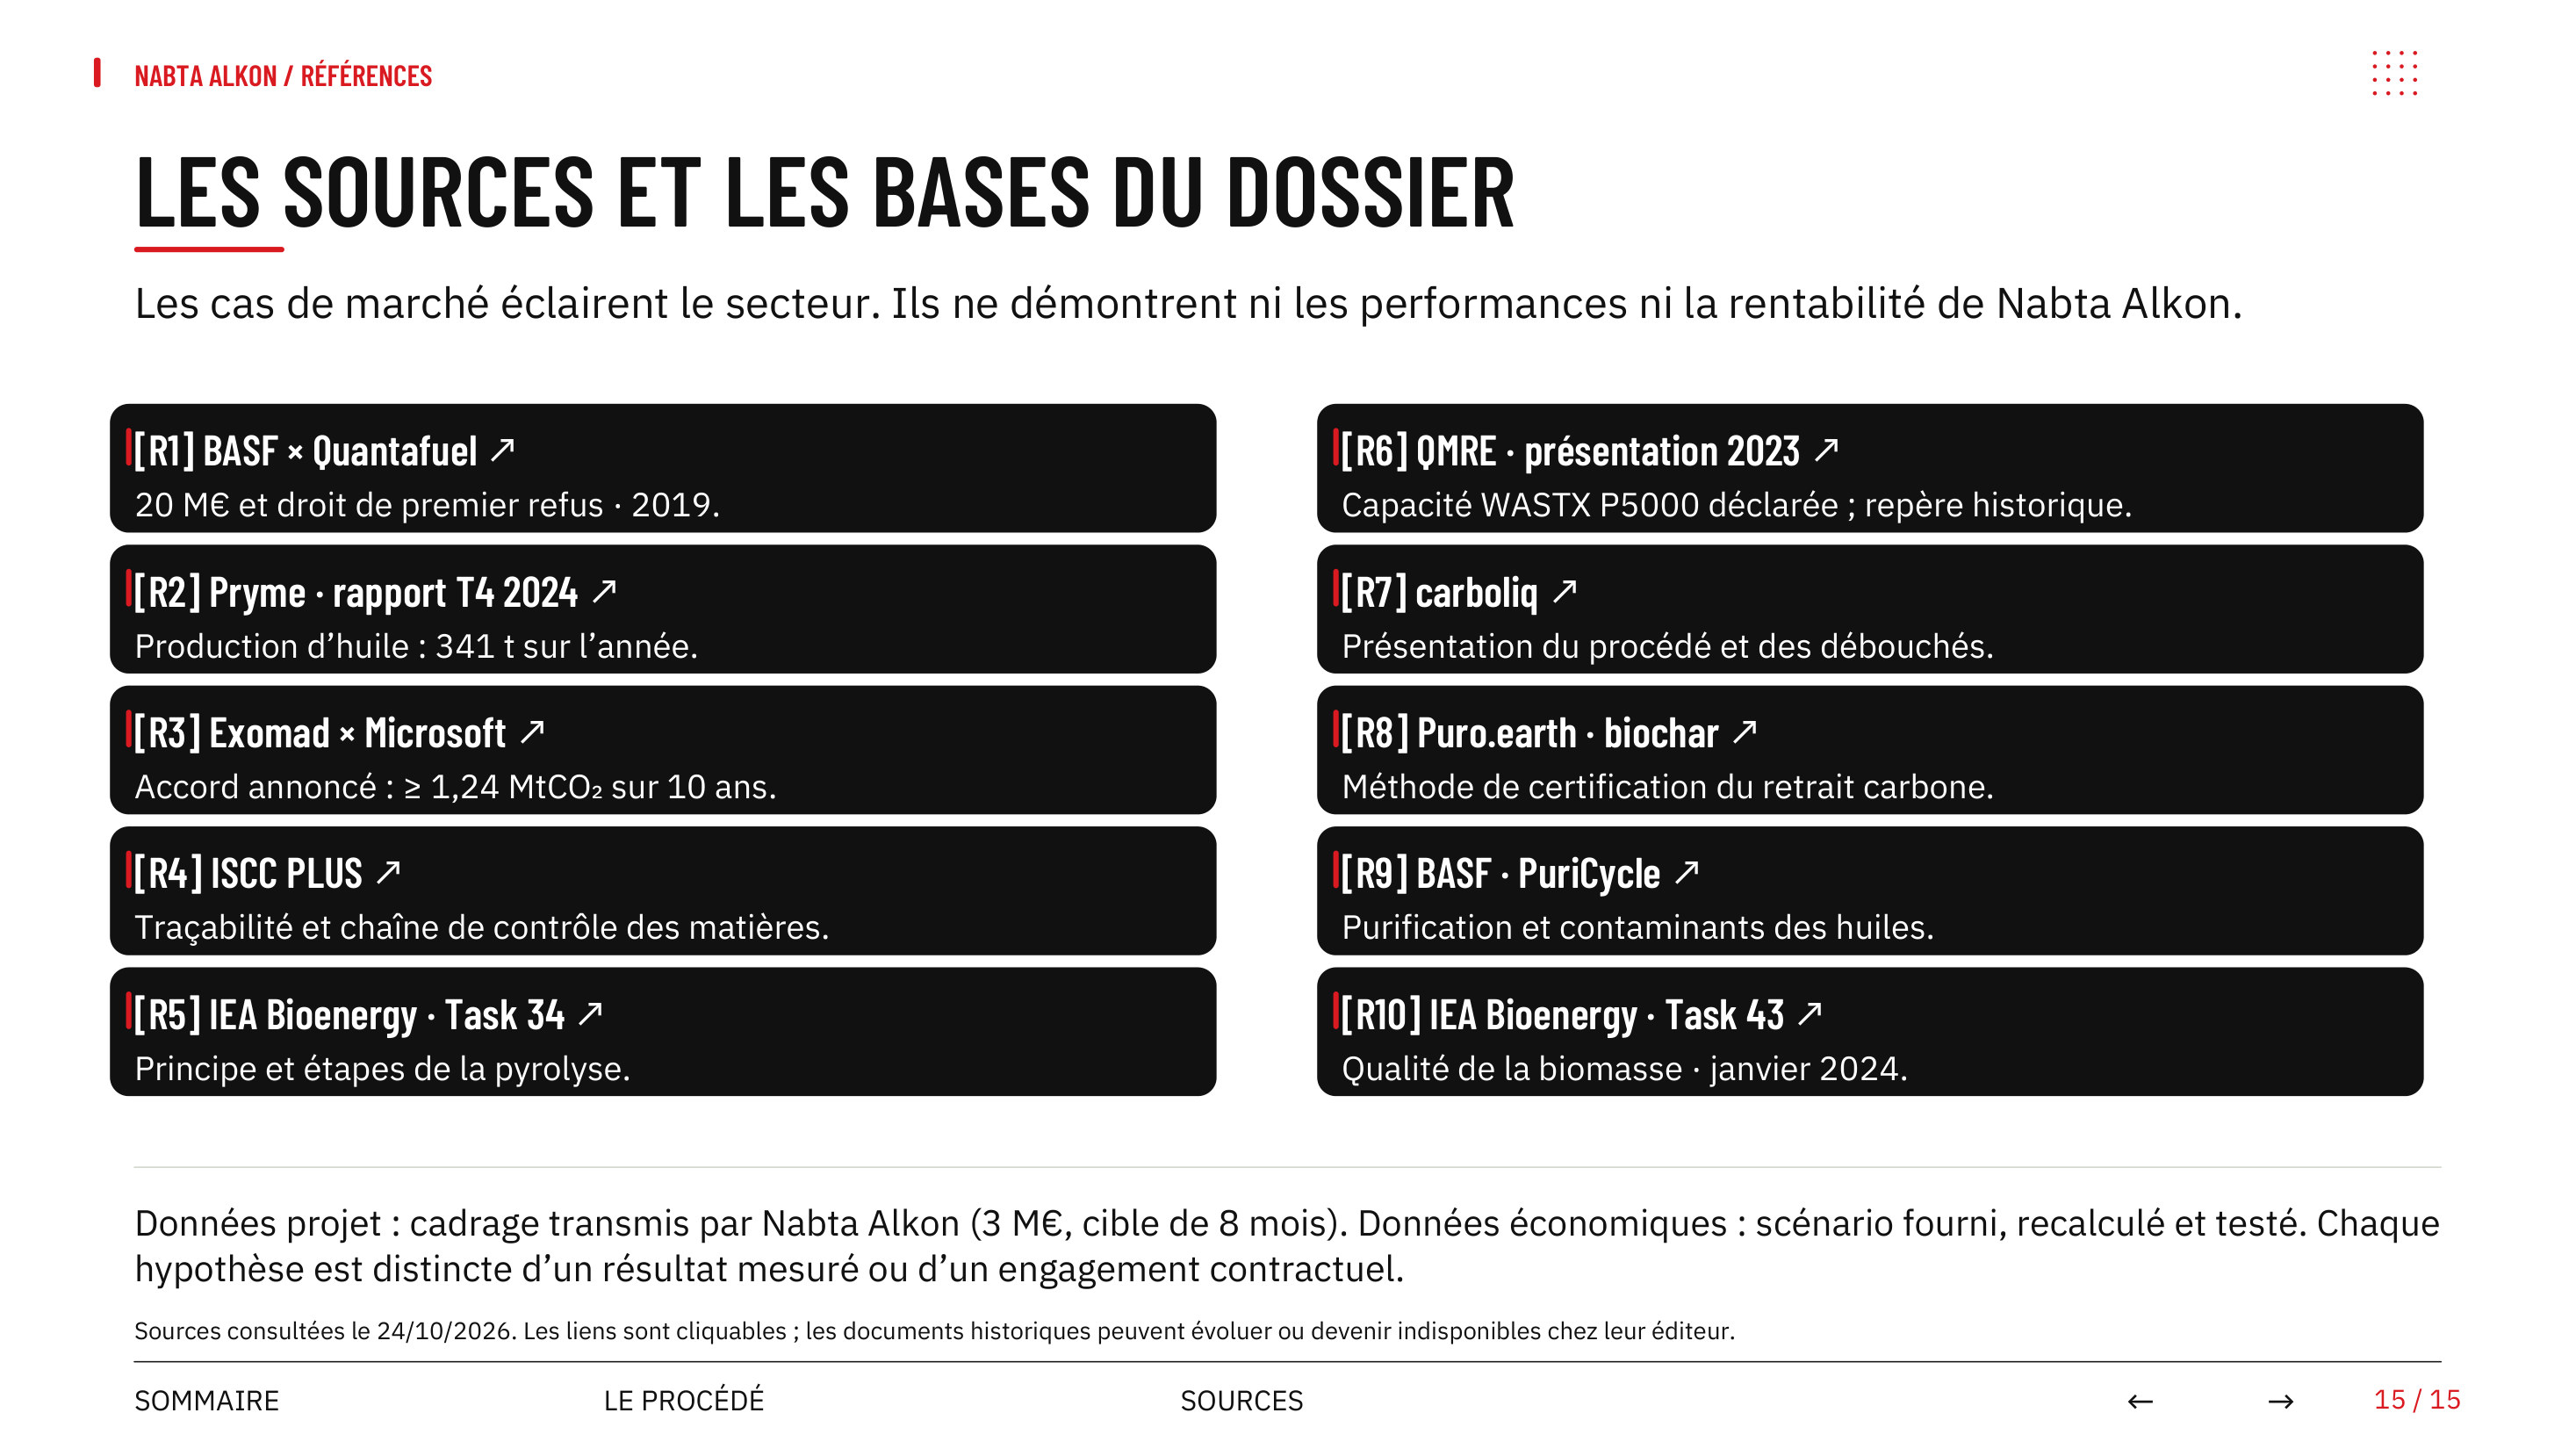 NABTA ALKON / RÉFÉRENCES
LES SOURCES ET LES BASES DU DOSSIER
Les cas de marché éclairent le secteur. Ils ne démontrent ni les performances ni la rentabilité de Nabta Alkon.
[R1] BASF × Quantafuel ↗
20 M€ et droit de premier refus · 2019.
[R2] Pryme · rapport T4 2024 ↗
Production d’huile : 341 t sur l’année.
[R3] Exomad × Microsoft ↗
Accord annoncé : ≥ 1,24 MtCO₂ sur 10 ans.
[R4] ISCC PLUS ↗
Traçabilité et chaîne de contrôle des matières.
[R5] IEA Bioenergy · Task 34 ↗
Principe et étapes de la pyrolyse.
[R6] QMRE · présentation 2023 ↗
Capacité WASTX P5000 déclarée ; repère historique.
[R7] carboliq ↗
Présentation du procédé et des débouchés.
[R8] Puro.earth · biochar ↗
Méthode de certification du retrait carbone.
[R9] BASF · PuriCycle ↗
Purification et contaminants des huiles.
[R10] IEA Bioenergy · Task 43 ↗
Qualité de la biomasse · janvier 2024.
Données projet : cadrage transmis par Nabta Alkon (3 M€, cible de 8 mois). Données économiques : scénario fourni, recalculé et testé. Chaque
hypothèse est distincte d’un résultat mesuré ou d’un engagement contractuel.
Sources consultées le 24/10/2026. Les liens sont cliquables ; les documents historiques peuvent évoluer ou devenir indisponibles chez leur éditeur.
SOMMAIRE LE PROCÉDÉ SOURCES ← → 15 / 15